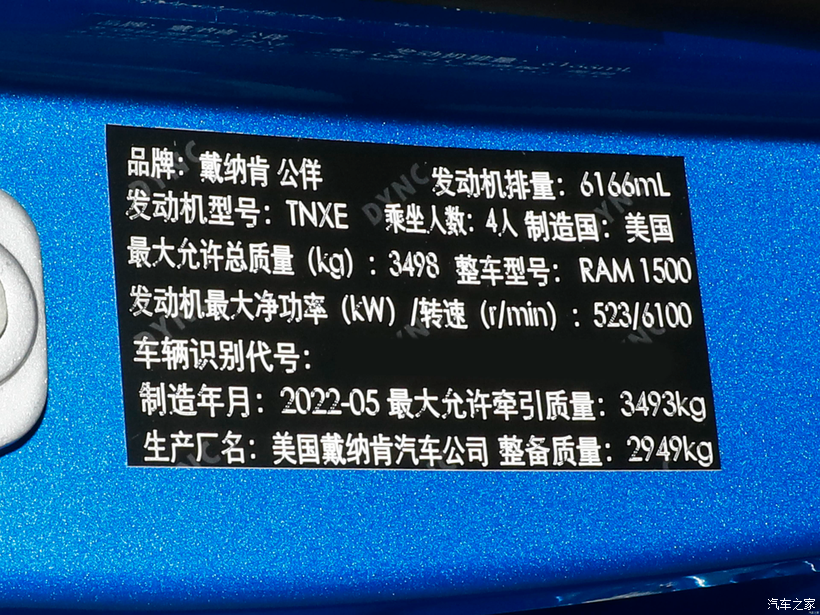 品牌：戴纳肯 公佯 发动机排量：6166mL
发动机型号：TNXE 乘坐人数：4人 制造国：美国
最大允许总质量（kg）：3498 整车型号：RAM 1500
发动机最大净功率（kW）/转速（r/min）：523/6100
车辆识别代号：
制造年月：2022-05 最大允许牵引质量：3493kg
生产厂名：美国戴纳肯汽车公司 整备质量：2949kg
DYNC
汽车之家